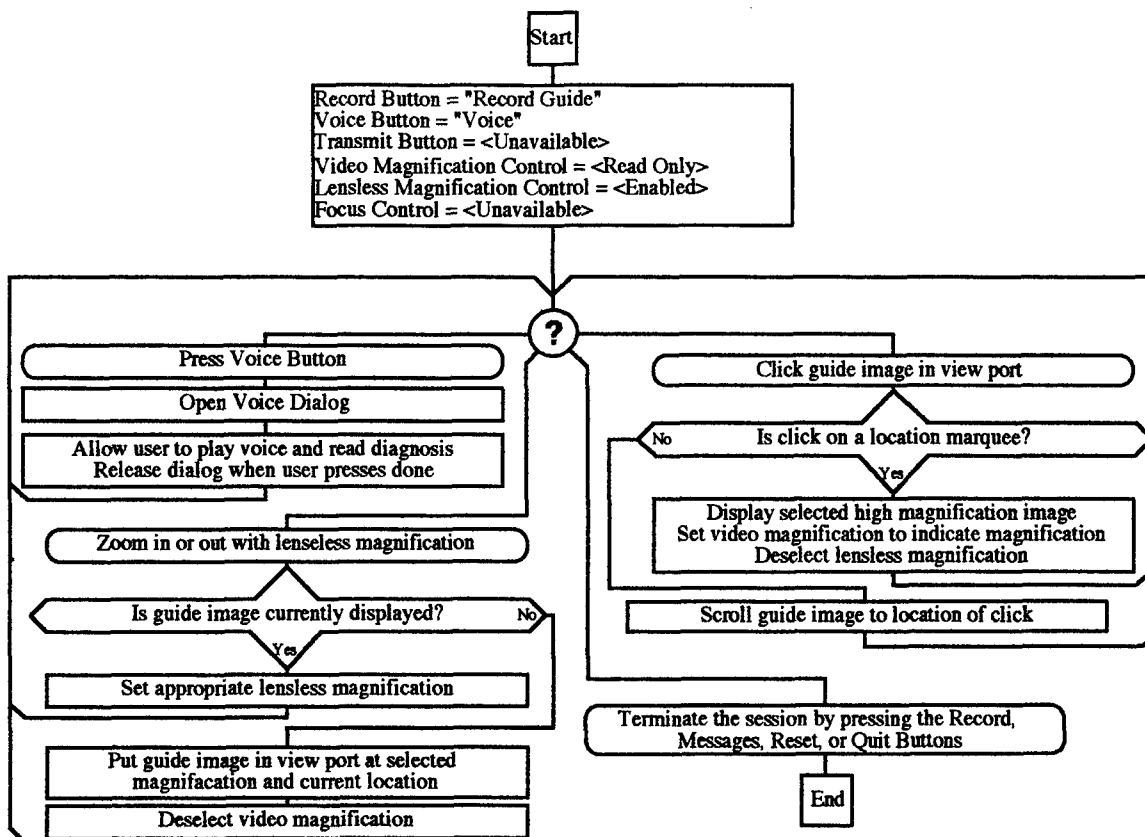 Start
Record Button = "Record Guide"
Voice Button = "Voice"
Transmit Button = <Unavailable>
Video Magnification Control = <Read Only>
Lensless Magnification Control = <Enabled>
Focus Control = <Unavailable>
?
Press Voice Button
Open Voice Dialog
Allow user to play voice and read diagnosis
Release dialog when user presses done
Zoom in or out with lenseless magnification
Is guide image currently displayed?
No
Yes
Set appropriate lensless magnification
Put guide image in view port at selected
magnifacation and current location
Deselect video magnification
Click guide image in view port
No
Is click on a location marquee?
Yes
Display selected high magnification image
Set video magnification to indicate magnification
Deselect lensless magnification
Scroll guide image to location of click
Terminate the session by pressing the Record,
Messages, Reset, or Quit Buttons
End